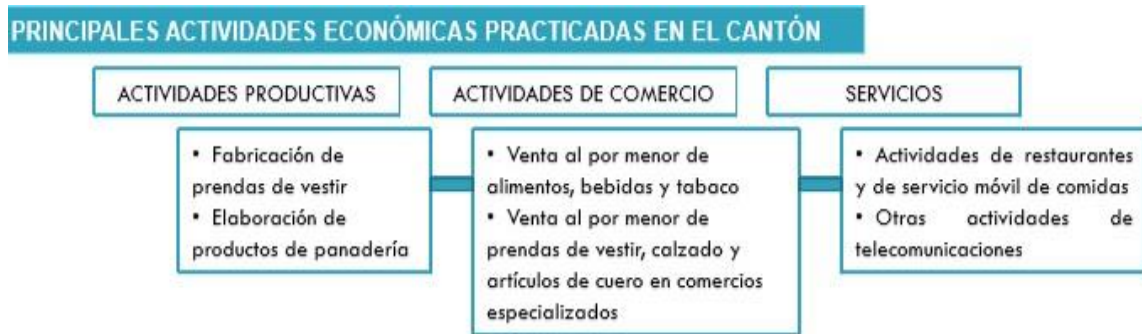 PRINCIPALES ACTIVIDADES ECONÓMICAS PRACTICADAS EN EL CANTÓN
ACTIVIDADES PRODUCTIVAS
• Fabricación de
prendas de vestir
• Elaboración de
productos de panadería
ACTIVIDADES DE COMERCIO
• Venta al por menor de
alimentos, bebidas y tabaco
• Venta al por menor de
prendas de vestir, calzado y
artículos de cuero en comercios
especializados
SERVICIOS
• Actividades de restaurantes
y de servicio móvil de comidas
• Otras actividades de
telecomunicaciones